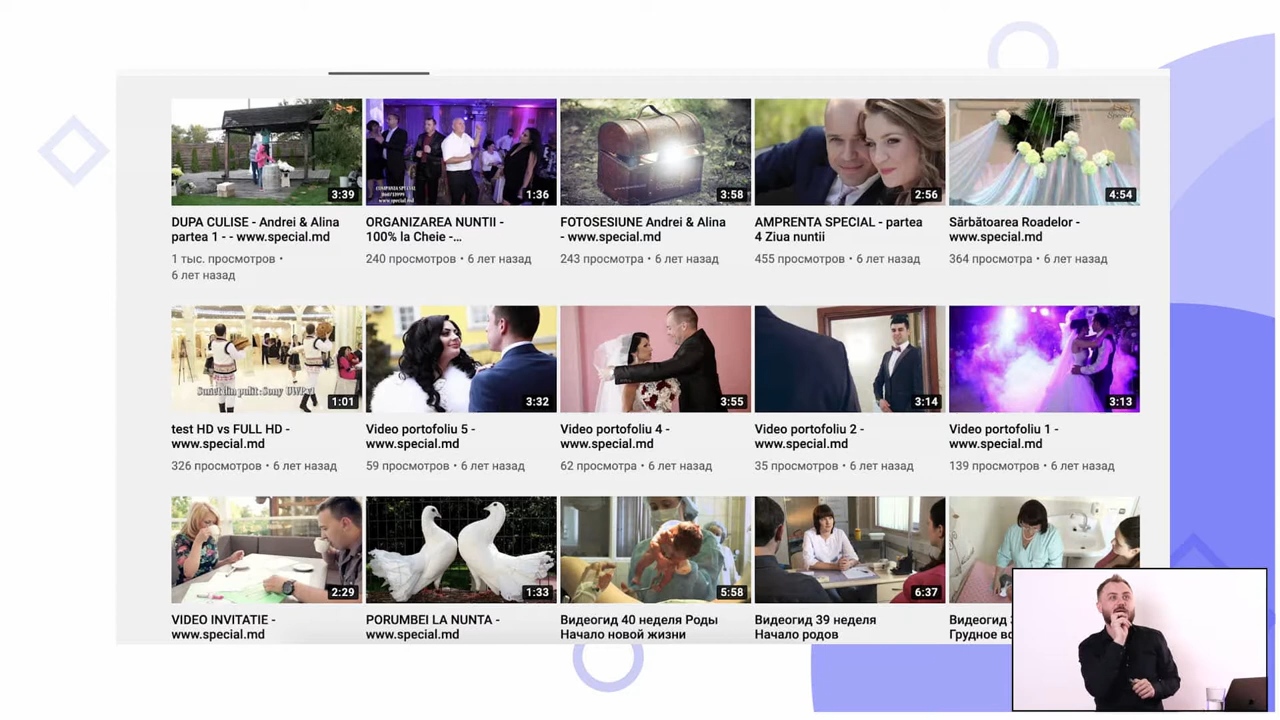 3:39
1:36
3:58
2:56
4:54
DUPA CULISE - Andrei & Alina
partea 1 - - www.special.md
1 тыс. просмотров •
6 лет назад
ORGANIZAREA NUNTII -
100% la Cheie -...
240 просмотров • 6 лет назад
FOTOSESIUNE Andrei & Alina
- www.special.md
243 просмотра • 6 лет назад
AMPRENTA SPECIAL - partea
4 Ziua nuntii
455 просмотров • 6 лет назад
Sărbătoarea Roadelor -
www.special.md
364 просмотра • 6 лет назад
Sunet din pulit: Sony UWP v1
1:01
3:32
3:55
3:14
3:13
test HD vs FULL HD -
www.special.md
326 просмотров • 6 лет назад
Video portofoliu 5 -
www.special.md
59 просмотров • 6 лет назад
Video portofoliu 4 -
www.special.md
62 просмотра • 6 лет назад
Video portofoliu 2 -
www.special.md
35 просмотров • 6 лет назад
Video portofoliu 1 -
www.special.md
139 просмотров • 6 лет назад
2:29
1:33
5:58
6:37
VIDEO INVITATIE -
www.special.md
PORUMBEI LA NUNTA -
www.special.md
Видеогид 40 неделя Роды
Начало новой жизни
Видеогид 39 неделя
Начало родов
Видеогид
Грудное